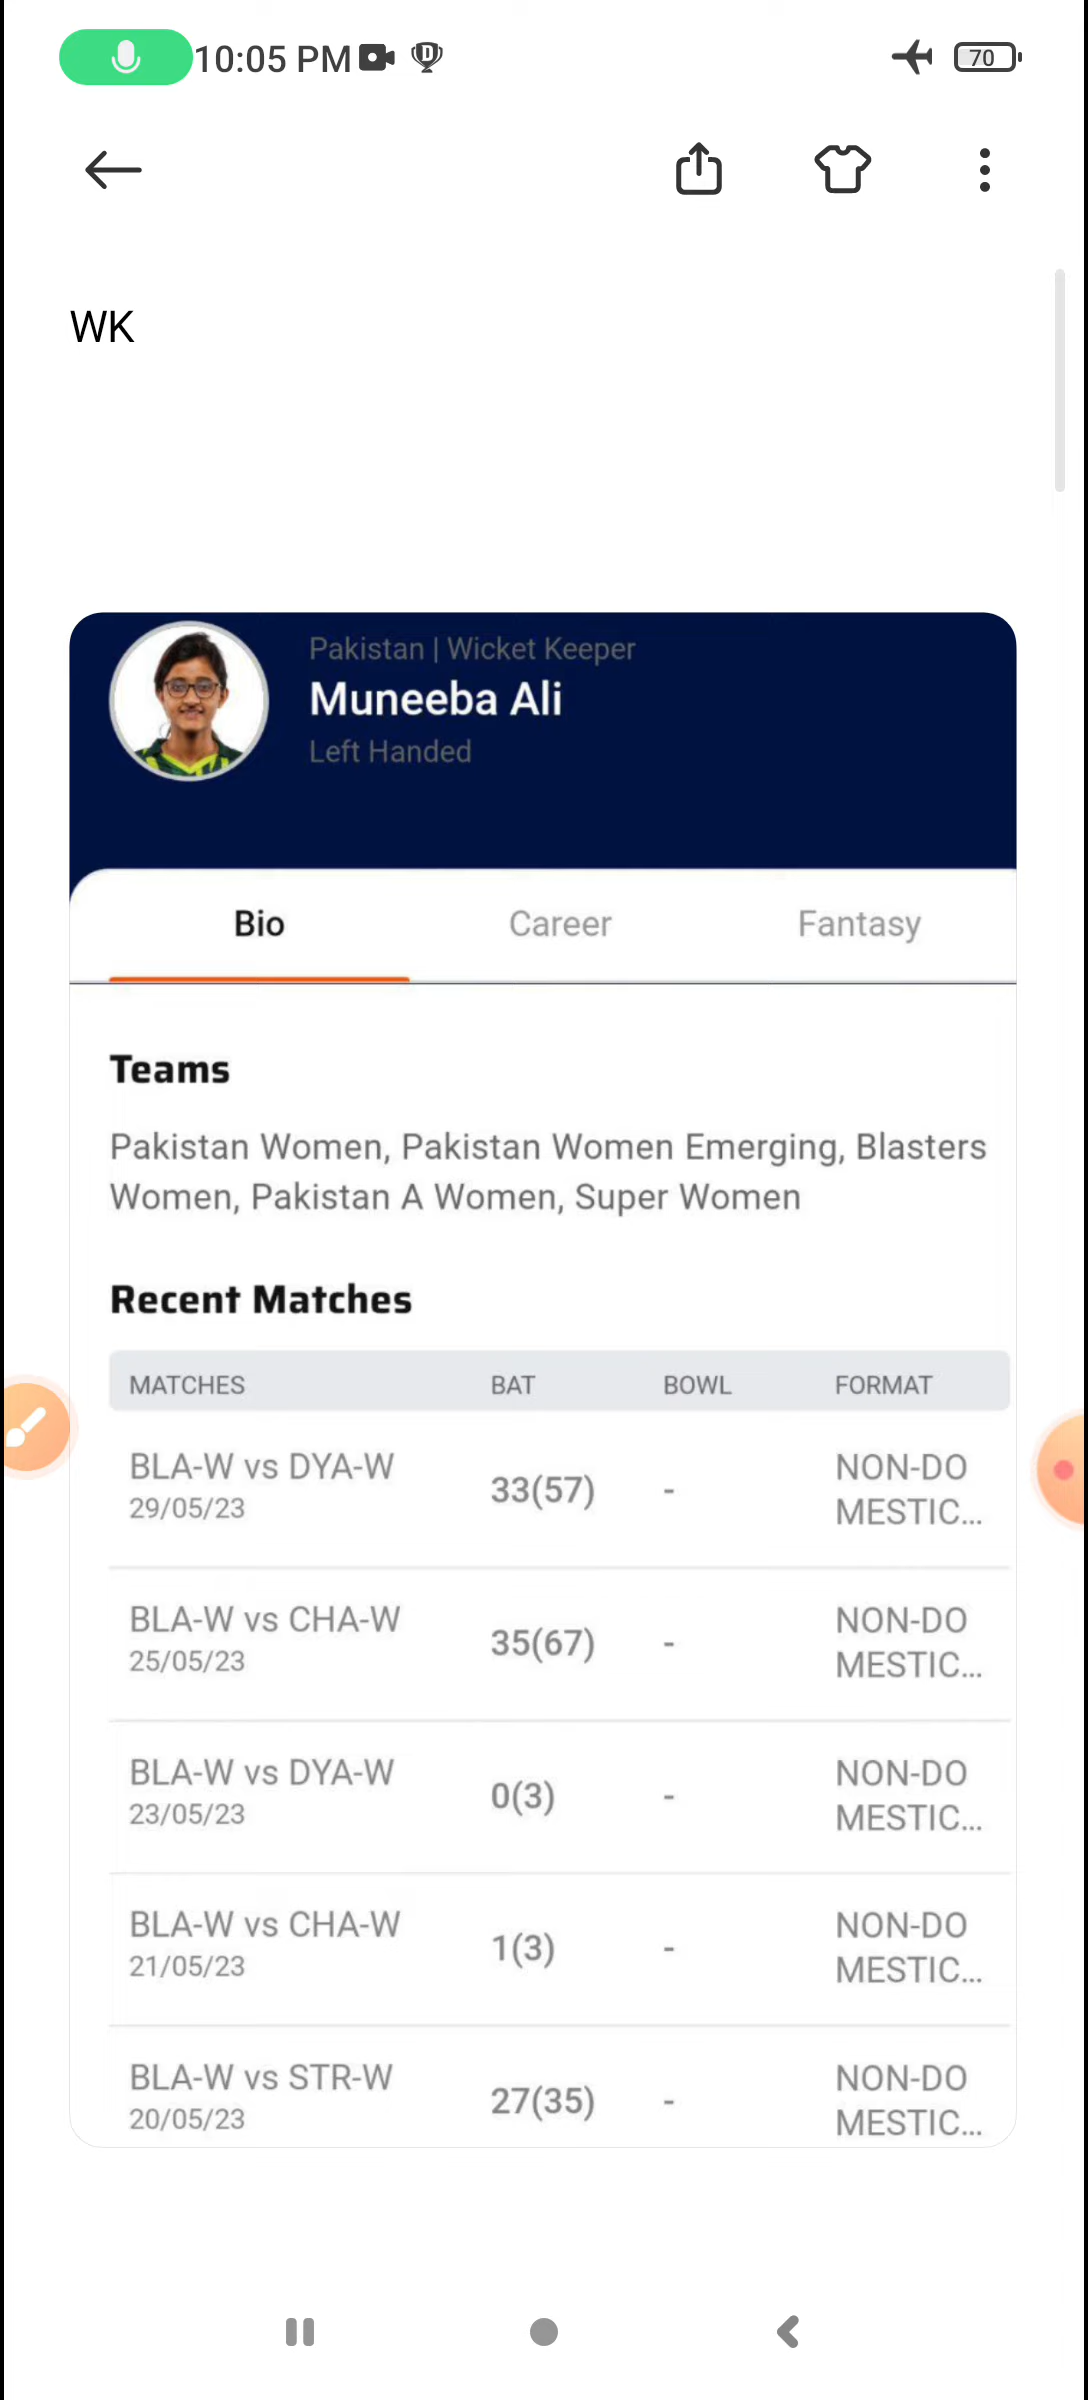 10:05 PM
70
WK
Pakistan | Wicket Keeper
Muneeba Ali
Left Handed
Bio Career Fantasy
Teams
Pakistan Women, Pakistan Women Emerging, Blasters
Women, Pakistan A Women, Super Women
Recent Matches
MATCHES BAT BOWL FORMAT
BLA-W vs DYA-W 33(57) - NON-DO
29/05/23 MESTIC...
BLA-W vs CHA-W 35(67) - NON-DO
25/05/23 MESTIC...
BLA-W vs DYA-W 0(3) - NON-DO
23/05/23 MESTIC...
BLA-W vs CHA-W 1(3) - NON-DO
21/05/23 MESTIC...
BLA-W vs STR-W 27(35) - NON-DO
20/05/23 MESTIC...